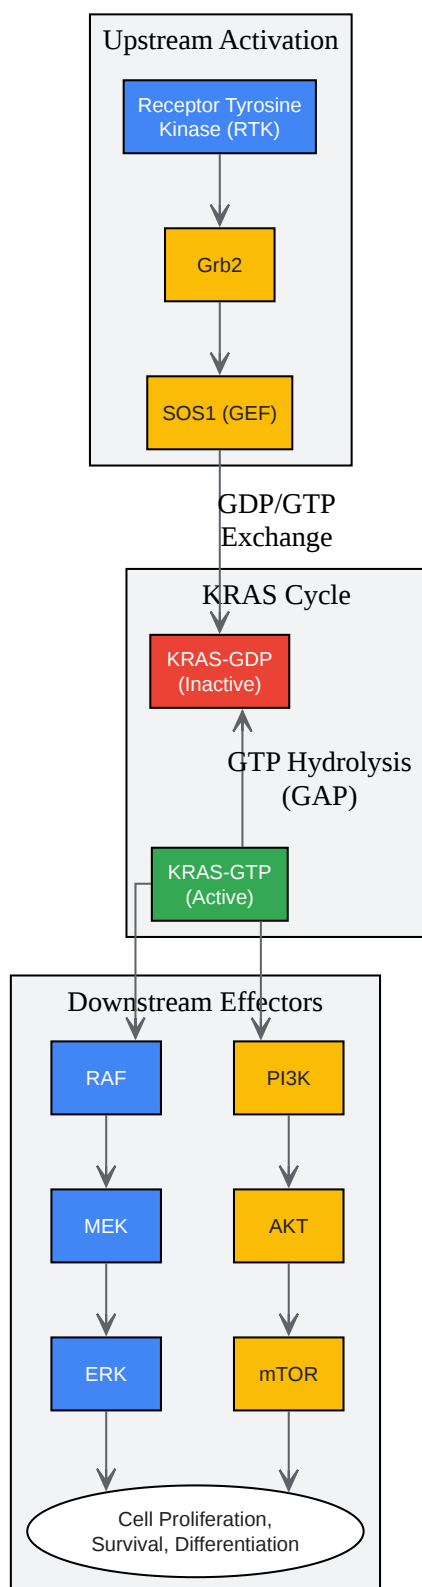 Upstream Activation
Receptor Tyrosine
Kinase (RTK)
Grb2
SOS1 (GEF)
GDP/GTP
Exchange
KRAS Cycle
KRAS-GDP
(Inactive)
GTP Hydrolysis
(GAP)
KRAS-GTP
(Active)
Downstream Effectors
RAF
PI3K
MEK
AKT
ERK
mTOR
Cell Proliferation,
Survival, Differentiation